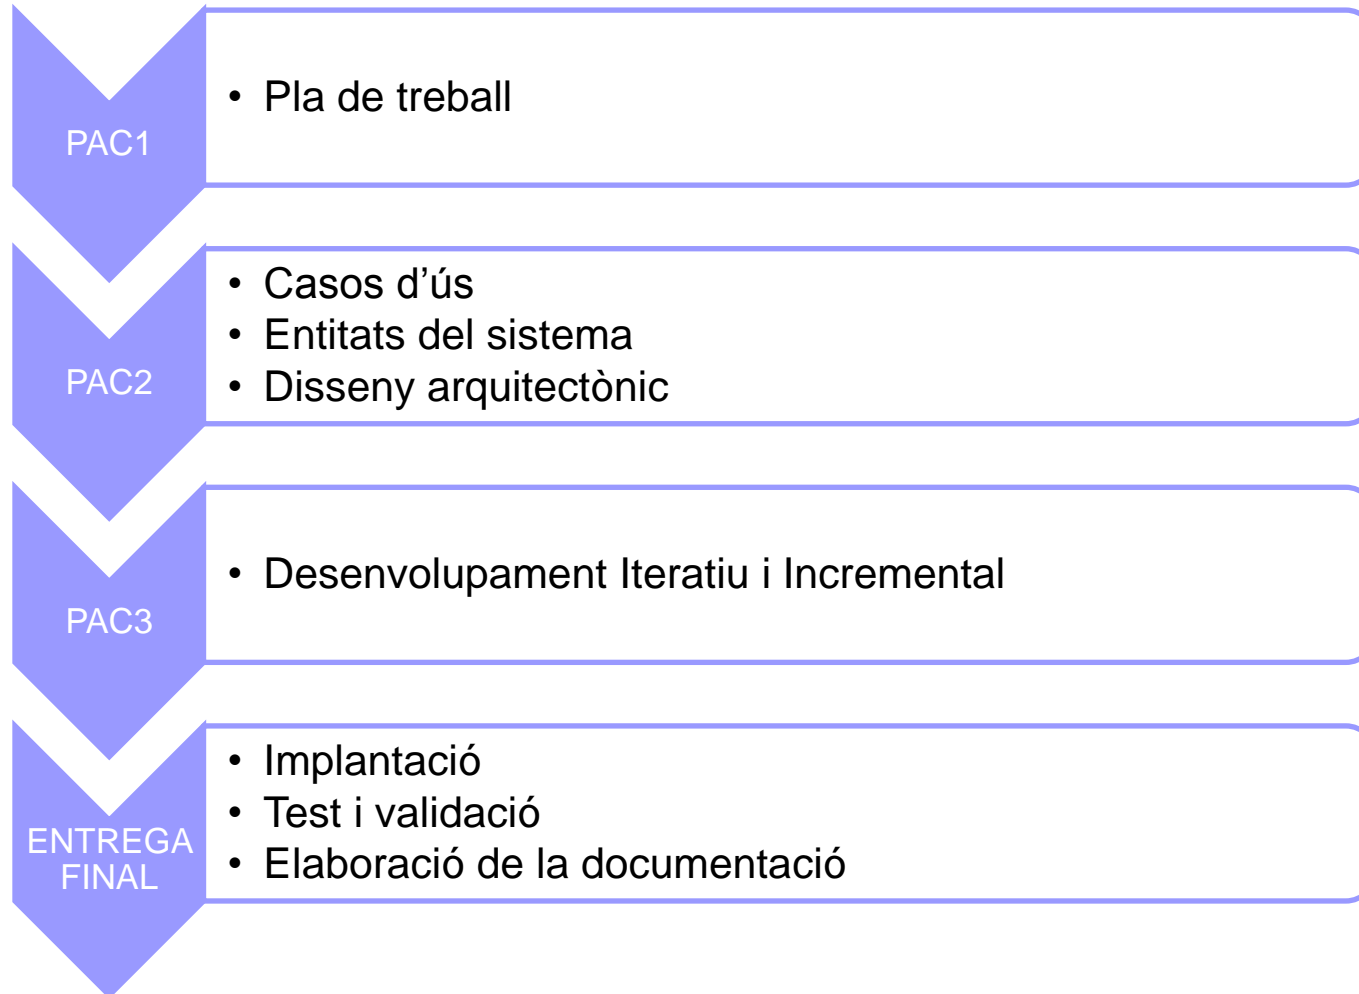 PAC1
• Pla de treball
PAC2
• Casos d’ús
• Entitats del sistema
• Disseny arquitectònic
PAC3
• Desenvolupament Iteratiu i Incremental
ENTREGA
FINAL
• Implantació
• Test i validació
• Elaboració de la documentació